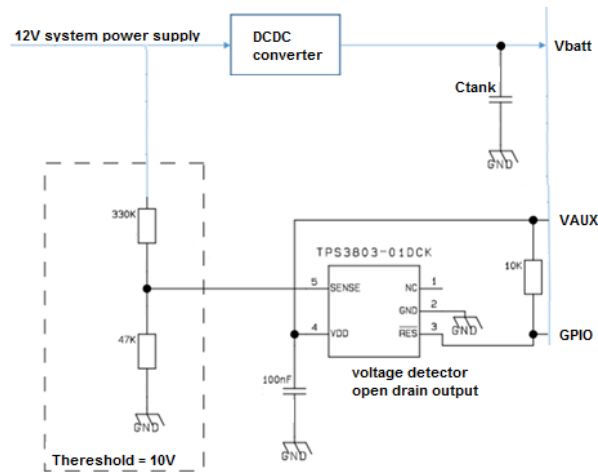 12V system power supply
DCDC
converter
Vbatt
Ctank
GND
330K
VAUX
TPS3803-01DCK
10K
5
SENSE
NC
1
GND
2
GND
47K
4
VDD
RES
3
GPIO
100nF
voltage detector
open drain output
GND
GND
Thereshold = 10V